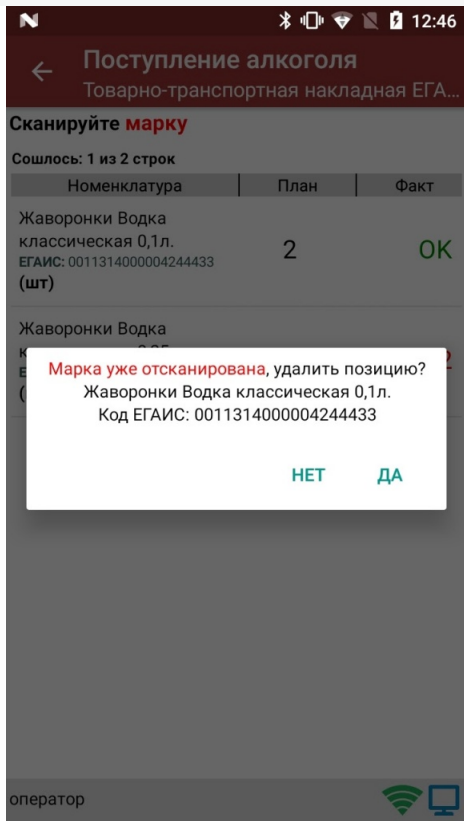 12:46
Поступление алкоголя
Товарно-транспортная накладная ЕГА...
Сканируйте марку
Сошлось: 1 из 2 строк
Номенклатура План Факт
Жаворонки Водка
классическая 0,1л.
ЕГАИС: 0011314000004244433
(шт)
2 OK
Жаворонки Водка
Марка уже отсканирована, удалить позицию?
Жаворонки Водка классическая 0,1л.
Код ЕГАИС: 0011314000004244433
НЕТ ДА
оператор